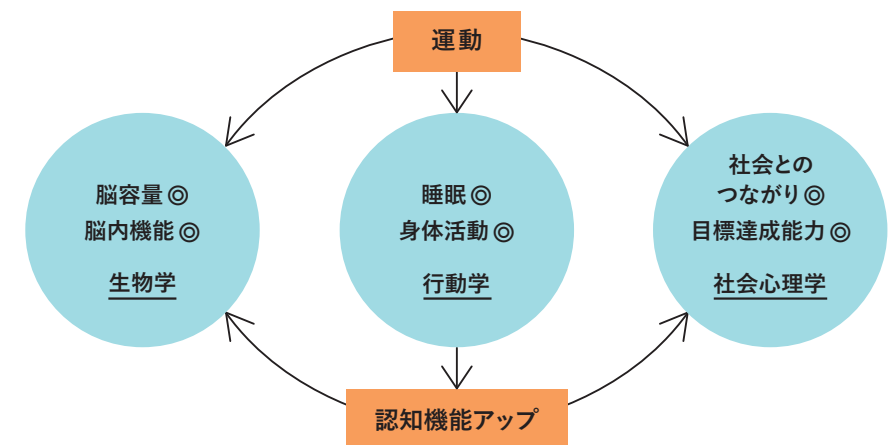 運動
脳容量◎
脳内機能◎
生物学
睡眠◎
身体活動◎
行動学
社会との
つながり◎
目標達成能力◎
社会心理学
認知機能アップ